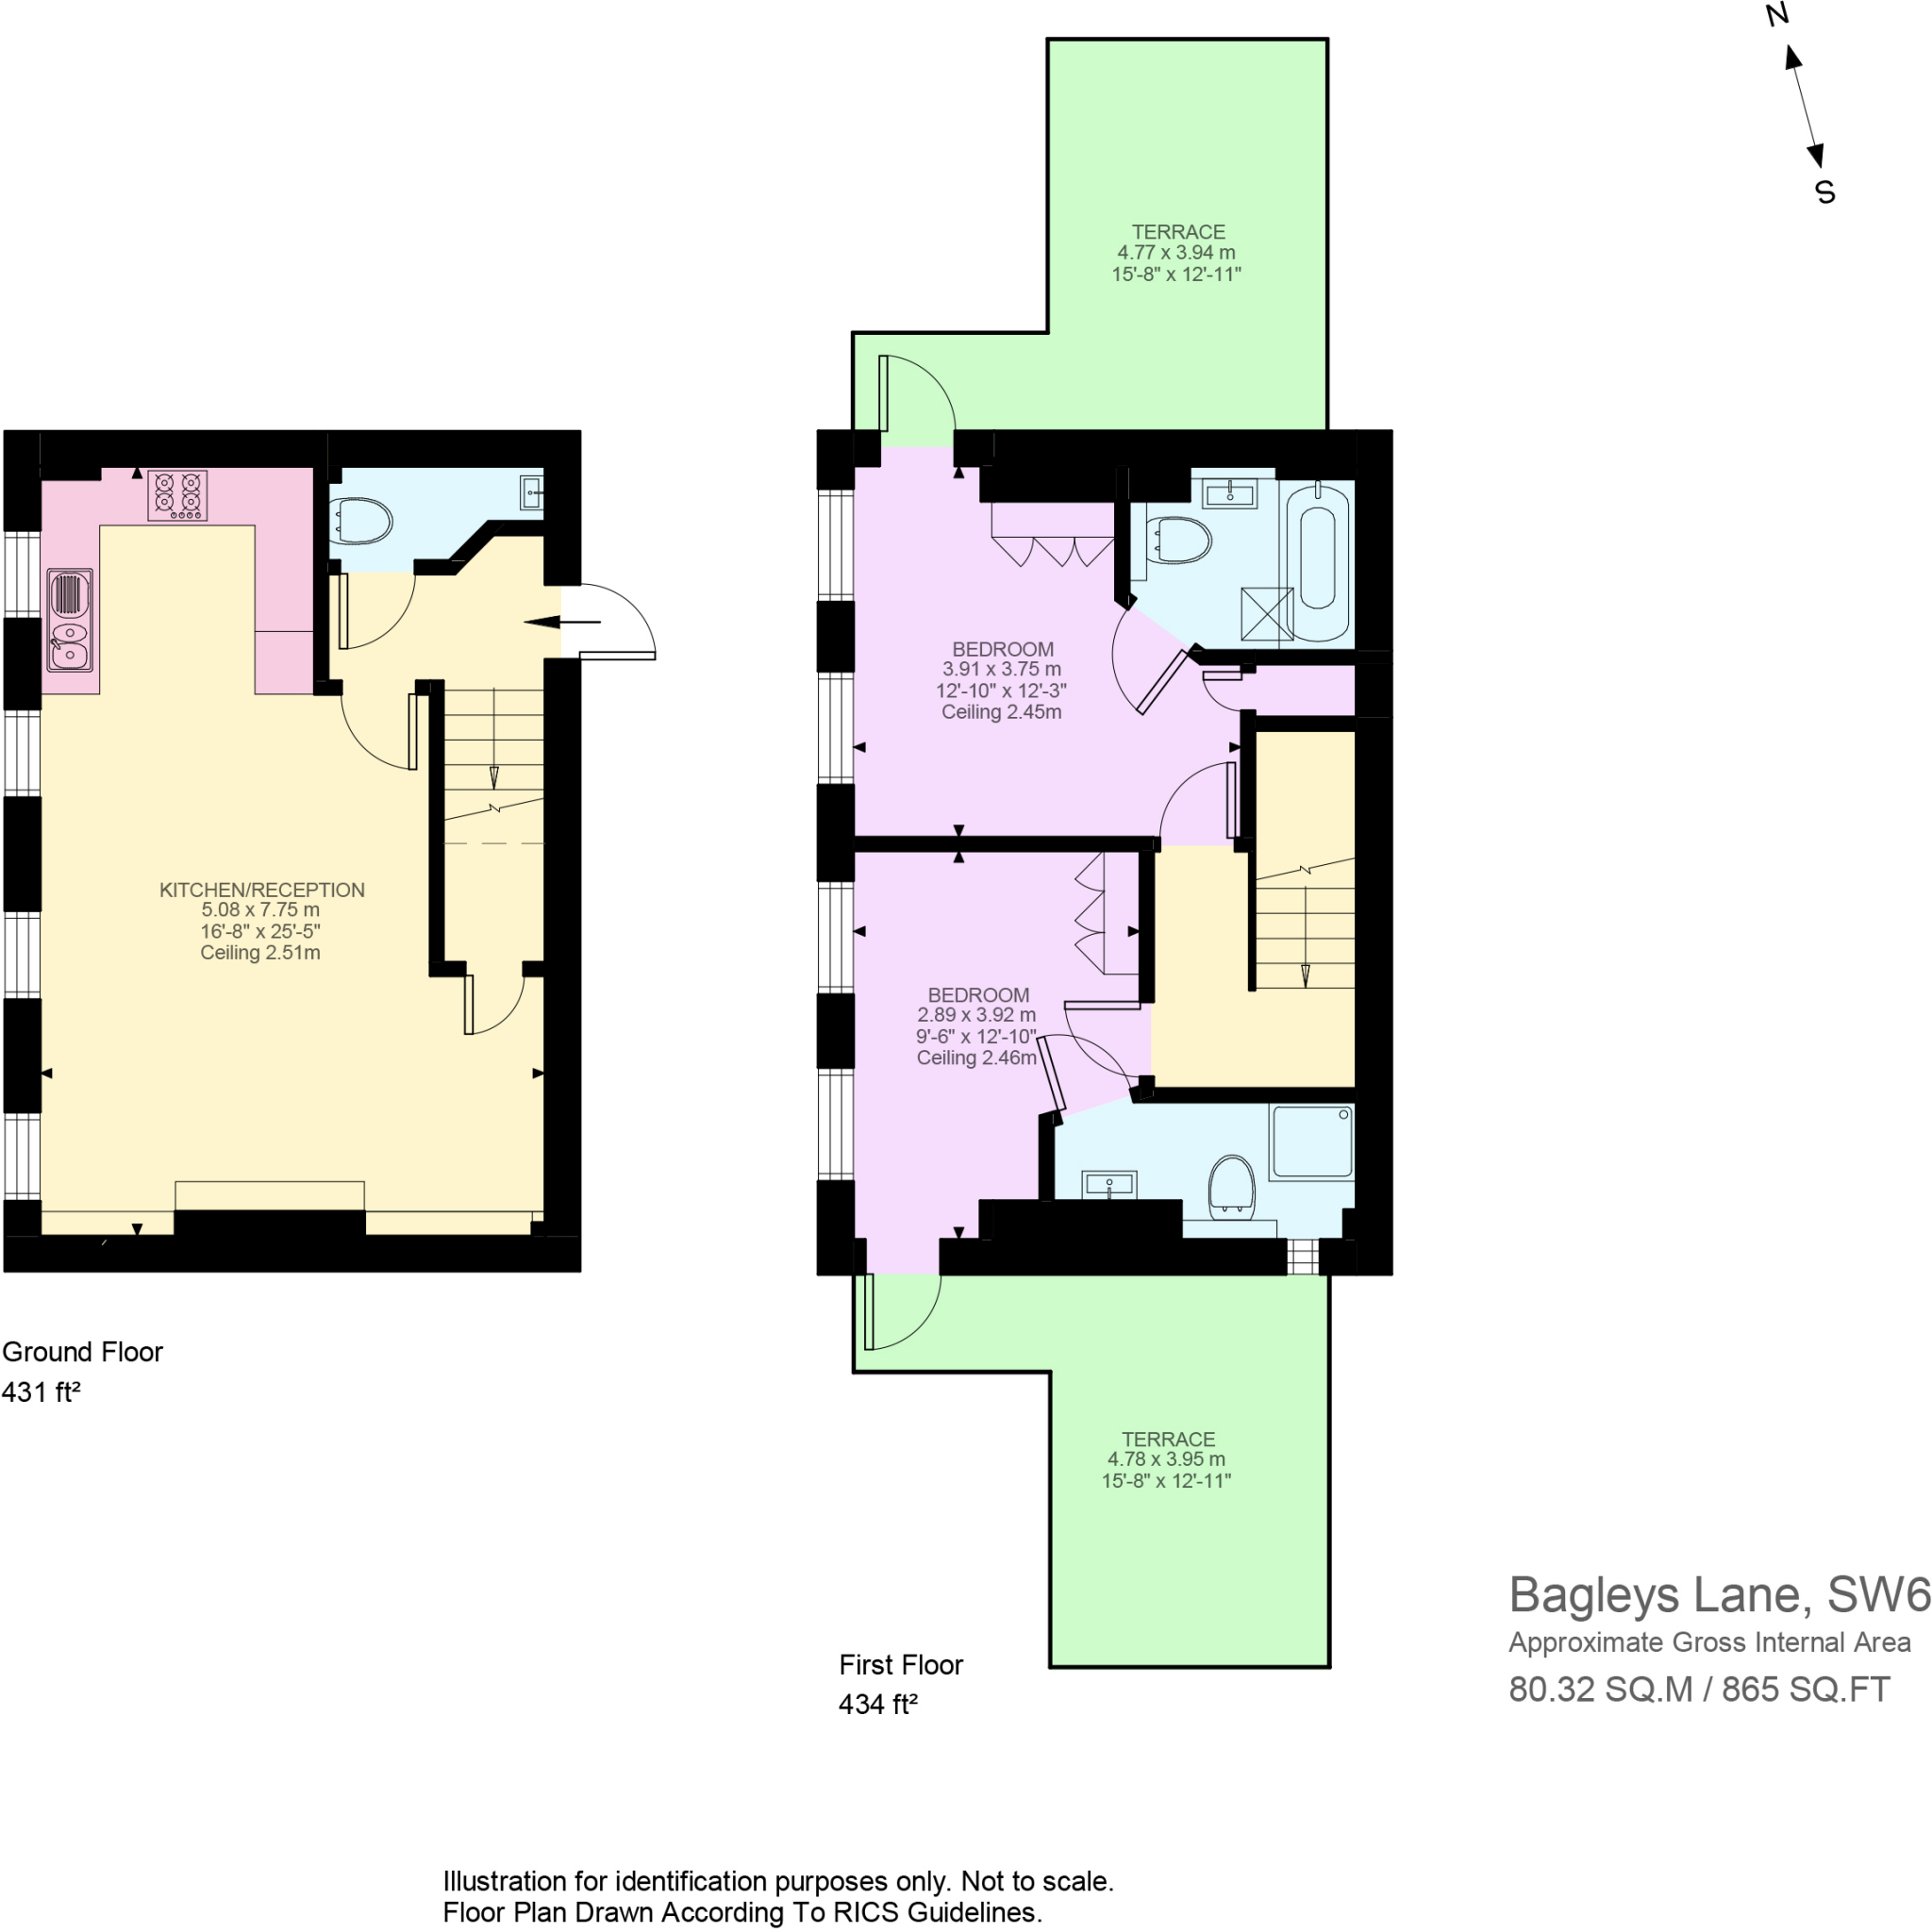 N
S
TERRACE
4.77 x 3.94 m
15'-8" x 12'-11"
BEDROOM
3.91 x 3.75 m
12'-10" x 12'-3"
Ceiling 2.45m
KITCHEN/RECEPTION
5.08 x 7.75 m
16'-8" x 25'-5"
Ceiling 2.51m
BEDROOM
2.89 x 3.92 m
9'-6" x 12'-10"
Ceiling 2.46m
Ground Floor
431 ft²
TERRACE
4.78 x 3.95 m
15'-8" x 12'-11"
First Floor
434 ft²
Bagleys Lane, SW6
Approximate Gross Internal Area
80.32 SQ.M / 865 SQ.FT
Illustration for identification purposes only. Not to scale.
Floor Plan Drawn According To RICS Guidelines.